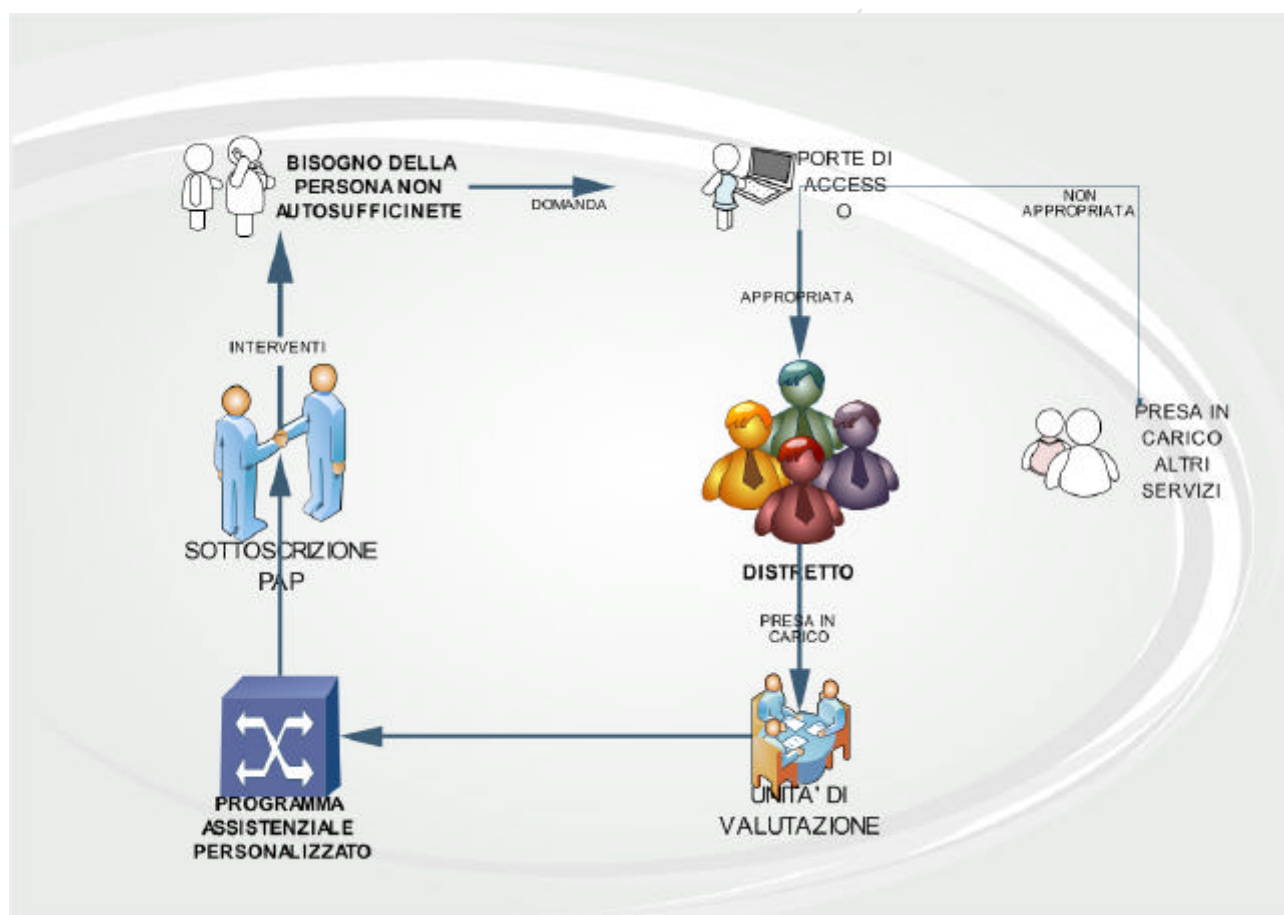 BISOGNO DELLA
PERSONA NON
AUTOSUFFICINETE
DOMANDA
PORTE DI
ACCESS
O
NON
APPROPRIATA
APPROPRIATA
INTERVENTI
PRESA IN
CARICO
ALTRI
SERVIZI
SOTTOSCRIZIONE
PAP
DISTRETTO
PRESA IN
CARICO
UNITA' DI
VALUTAZIONE
PROGRAMMA
ASSISTENZIALE
PERSONALIZZATO